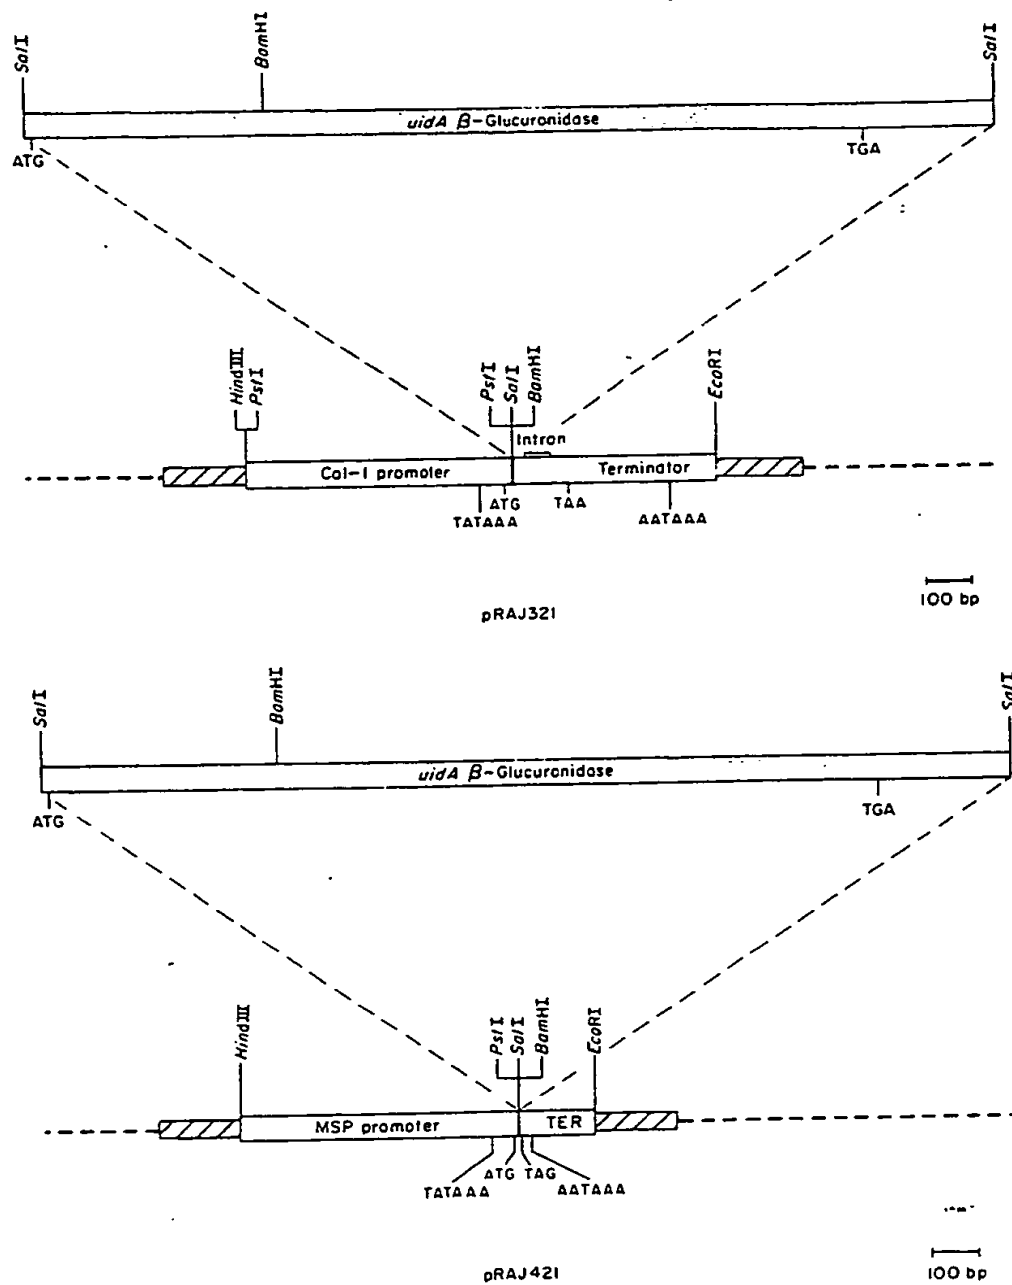 SalI
BamHI
SalI
uidA β-Glucuronidase
ATG
TGA
HindIII
PstI
PstI
SalI
BamHI
EcoRI
Intron
Col-1 promoter
Terminator
ATG
TAA
TATAAA
AATAAA
100 bp
pRAJ321
SalI
BamHI
SalI
uidA β-Glucuronidase
ATG
TGA
HindIII
PstI
SalI
BamHI
EcoRI
MSP promoter
TER
ATG
TAG
TATAAA
AATAAA
100 bp
pRAJ421